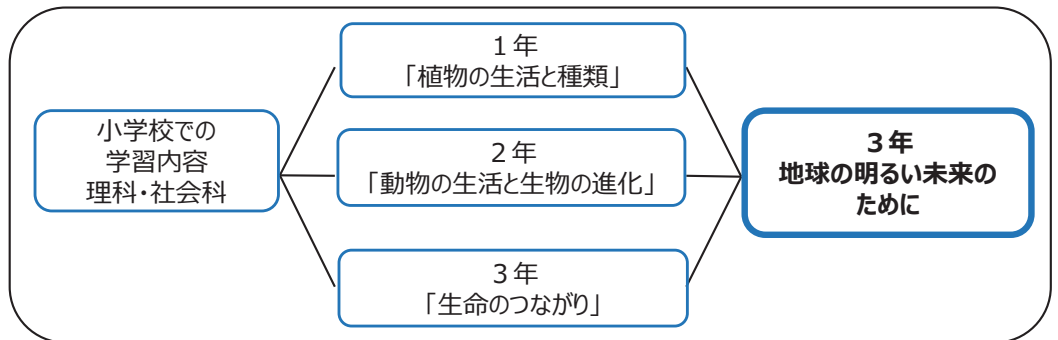 小学校での
学習内容
理科・社会科
１年
「植物の生活と種類」
２年
「動物の生活と生物の進化」
３年
「生命のつながり」
３年
地球の明るい未来の
ために